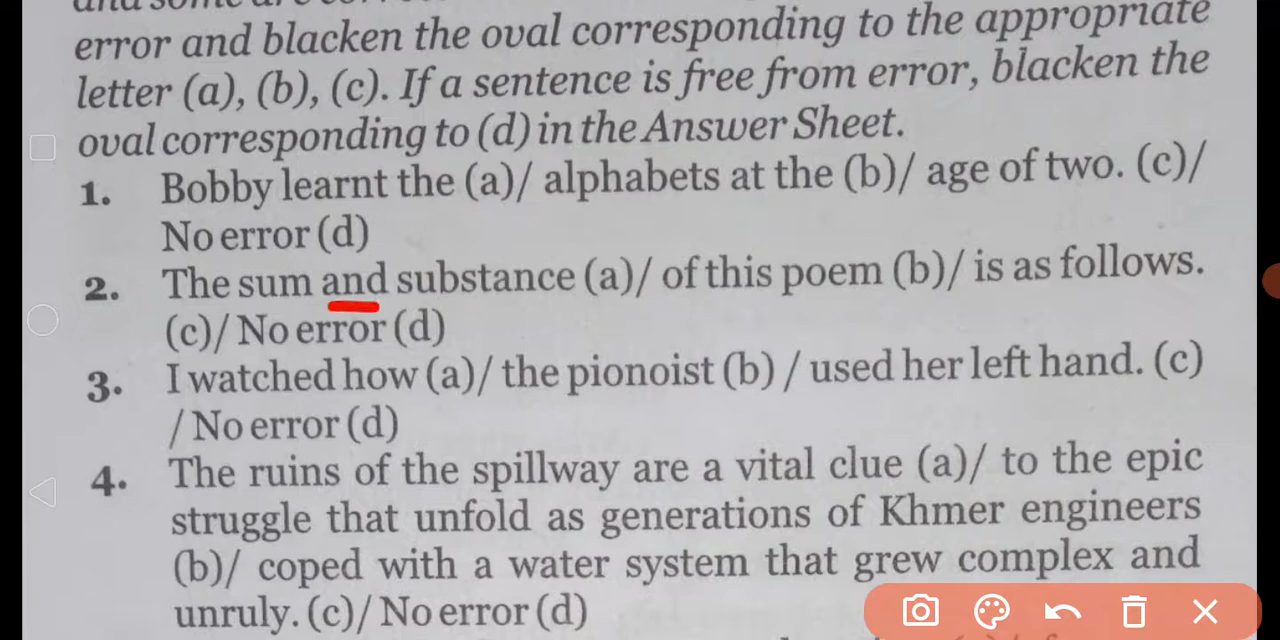 error and blacken the oval corresponding to the appropriate
letter (a), (b), (c). If a sentence is free from error, blacken the
oval corresponding to (d) in the Answer Sheet.
1. Bobby learnt the (a)/ alphabets at the (b)/ age of two. (c)/
No error (d)
2. The sum and substance (a)/ of this poem (b)/ is as follows.
(c)/ No error (d)
3. I watched how (a)/ the pionoist (b) / used her left hand. (c)
/ No error (d)
4. The ruins of the spillway are a vital clue (a)/ to the epic
struggle that unfold as generations of Khmer engineers
(b)/ coped with a water system that grew complex and
unruly. (c)/ No error (d)